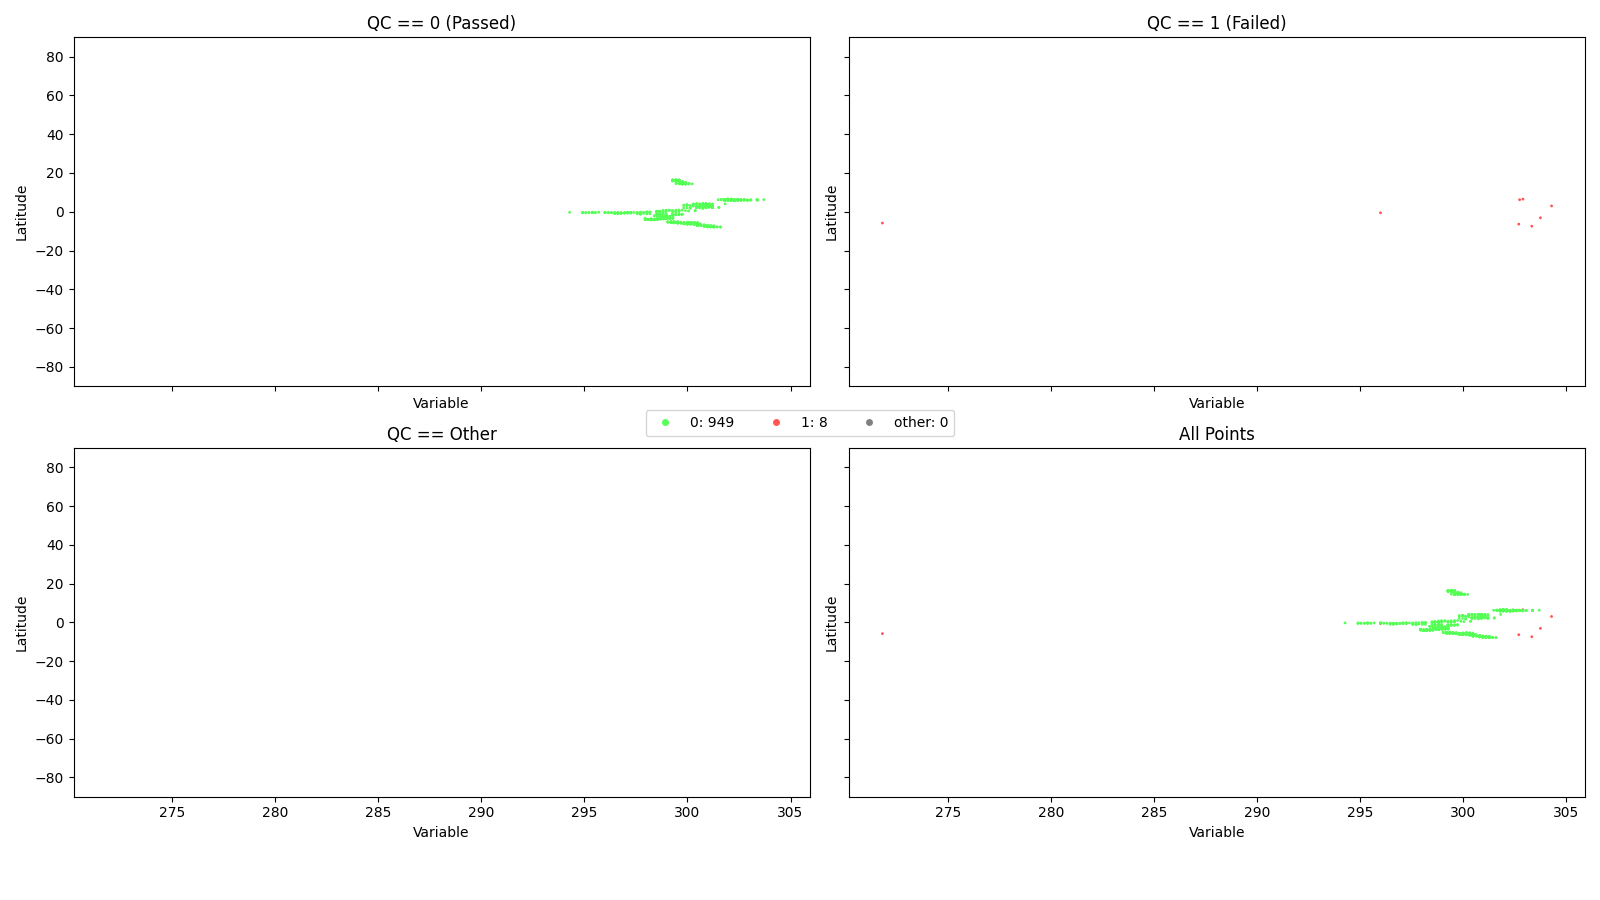 QC == 0 (Passed)
QC == 1 (Failed)
80
60
40
20
0
−20
−40
−60
−80
Latitude
Latitude
Variable
Variable
0: 949
1: 8
other: 0
QC == Other
All Points
80
60
40
20
0
−20
−40
−60
−80
Latitude
Latitude
275
280
285
290
295
300
305
275
280
285
290
295
300
305
Variable
Variable